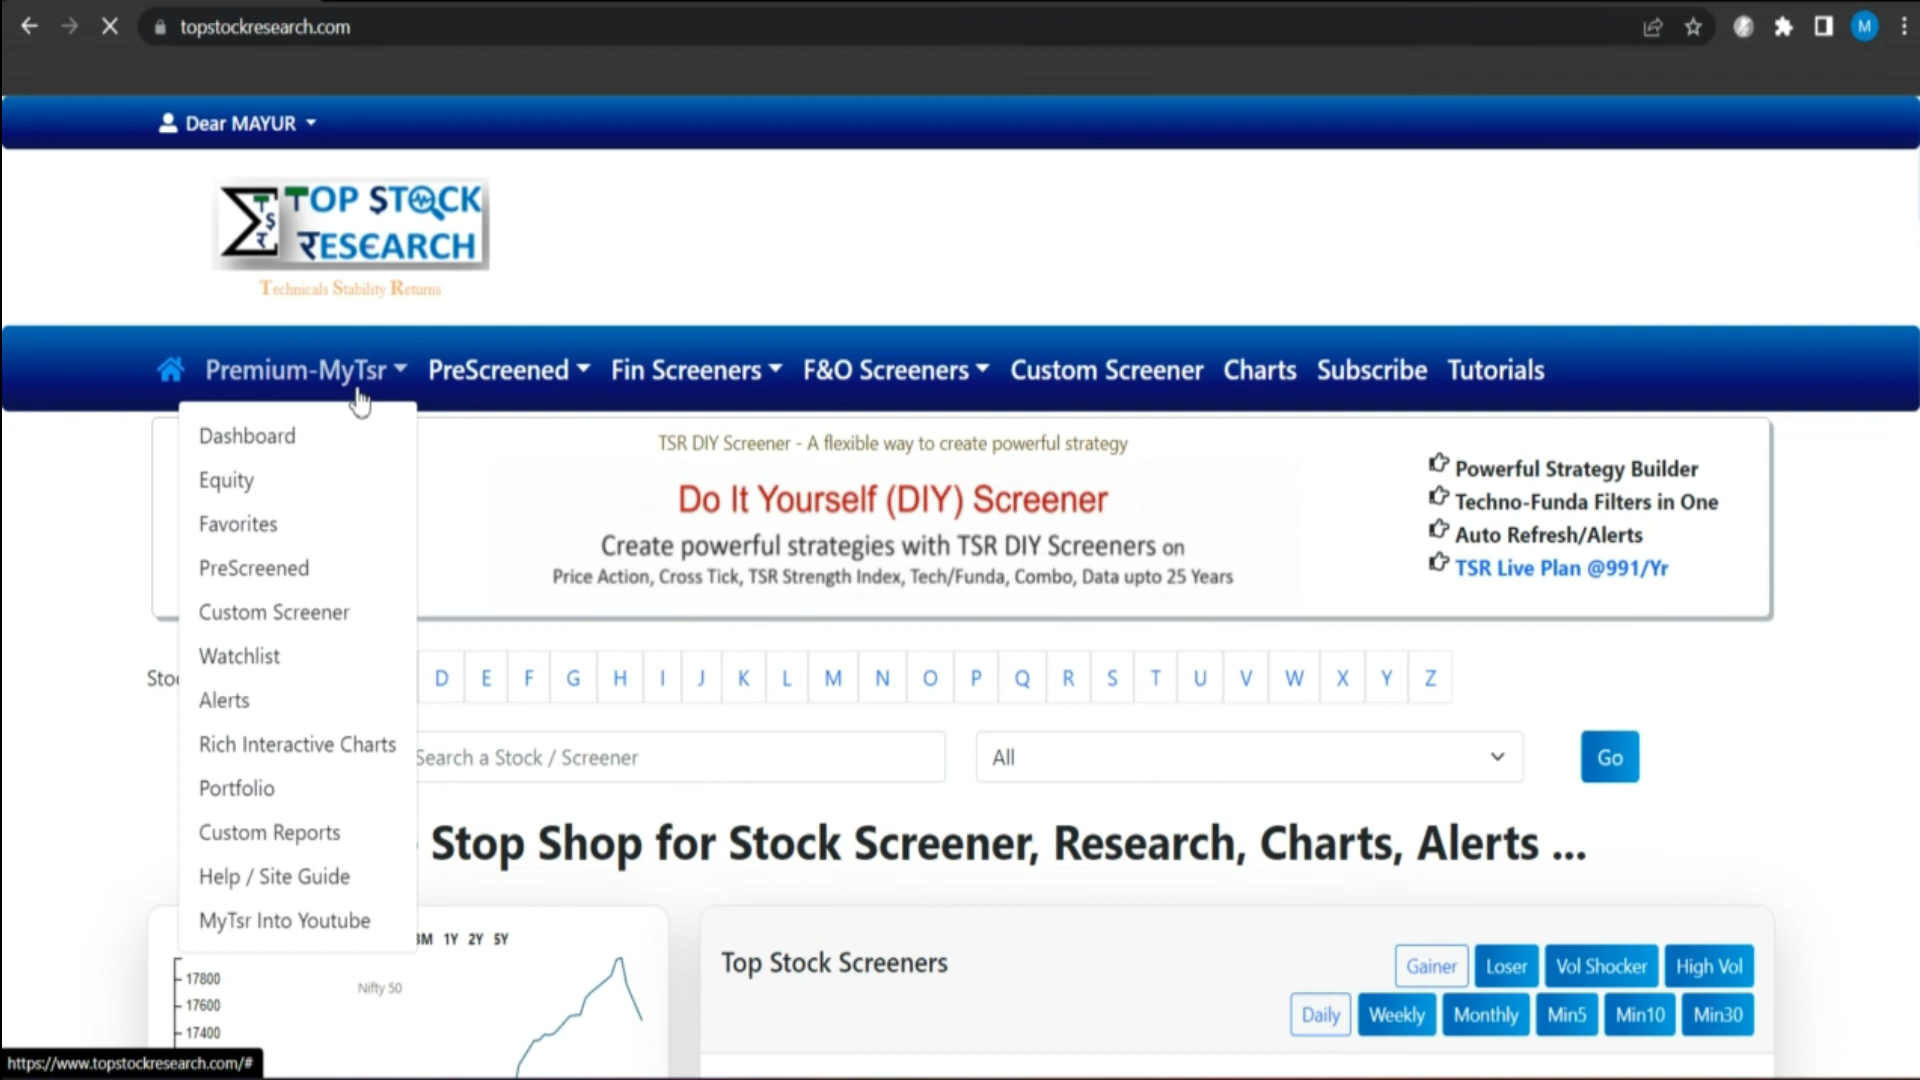 topstockresearch.com
M
Dear MAYUR
TOP STOCK
RESEARCH
Technicals Stability Returns
Premium-MyTsr PreScreened Fin Screeners F&O Screeners Custom Screener Charts Subscribe Tutorials
Dashboard
Equity
Favorites
PreScreened
Custom Screener
Watchlist
Alerts
Rich Interactive Charts
Portfolio
Custom Reports
Help / Site Guide
MyTsr Into Youtube
TSR DIY Screener - A flexible way to create powerful strategy
Do It Yourself (DIY) Screener
Create powerful strategies with TSR DIY Screeners on
Price Action, Cross Tick, TSR Strength Index, Tech/Funda, Combo, Data upto 25 Years
Powerful Strategy Builder
Techno-Funda Filters in One
Auto Refresh/Alerts
TSR Live Plan @991/Yr
D E F G H I J K L M N O P Q R S T U V W X Y Z
Search a Stock / Screener All Go
Stop Shop for Stock Screener, Research, Charts, Alerts ...
1Y 2Y 5Y
Nifty 50
17800
17600
17400
Top Stock Screeners
Gainer Loser Vol Shocker High Vol
Daily Weekly Monthly Min5 Min10 Min30
https://www.topstockresearch.com/#